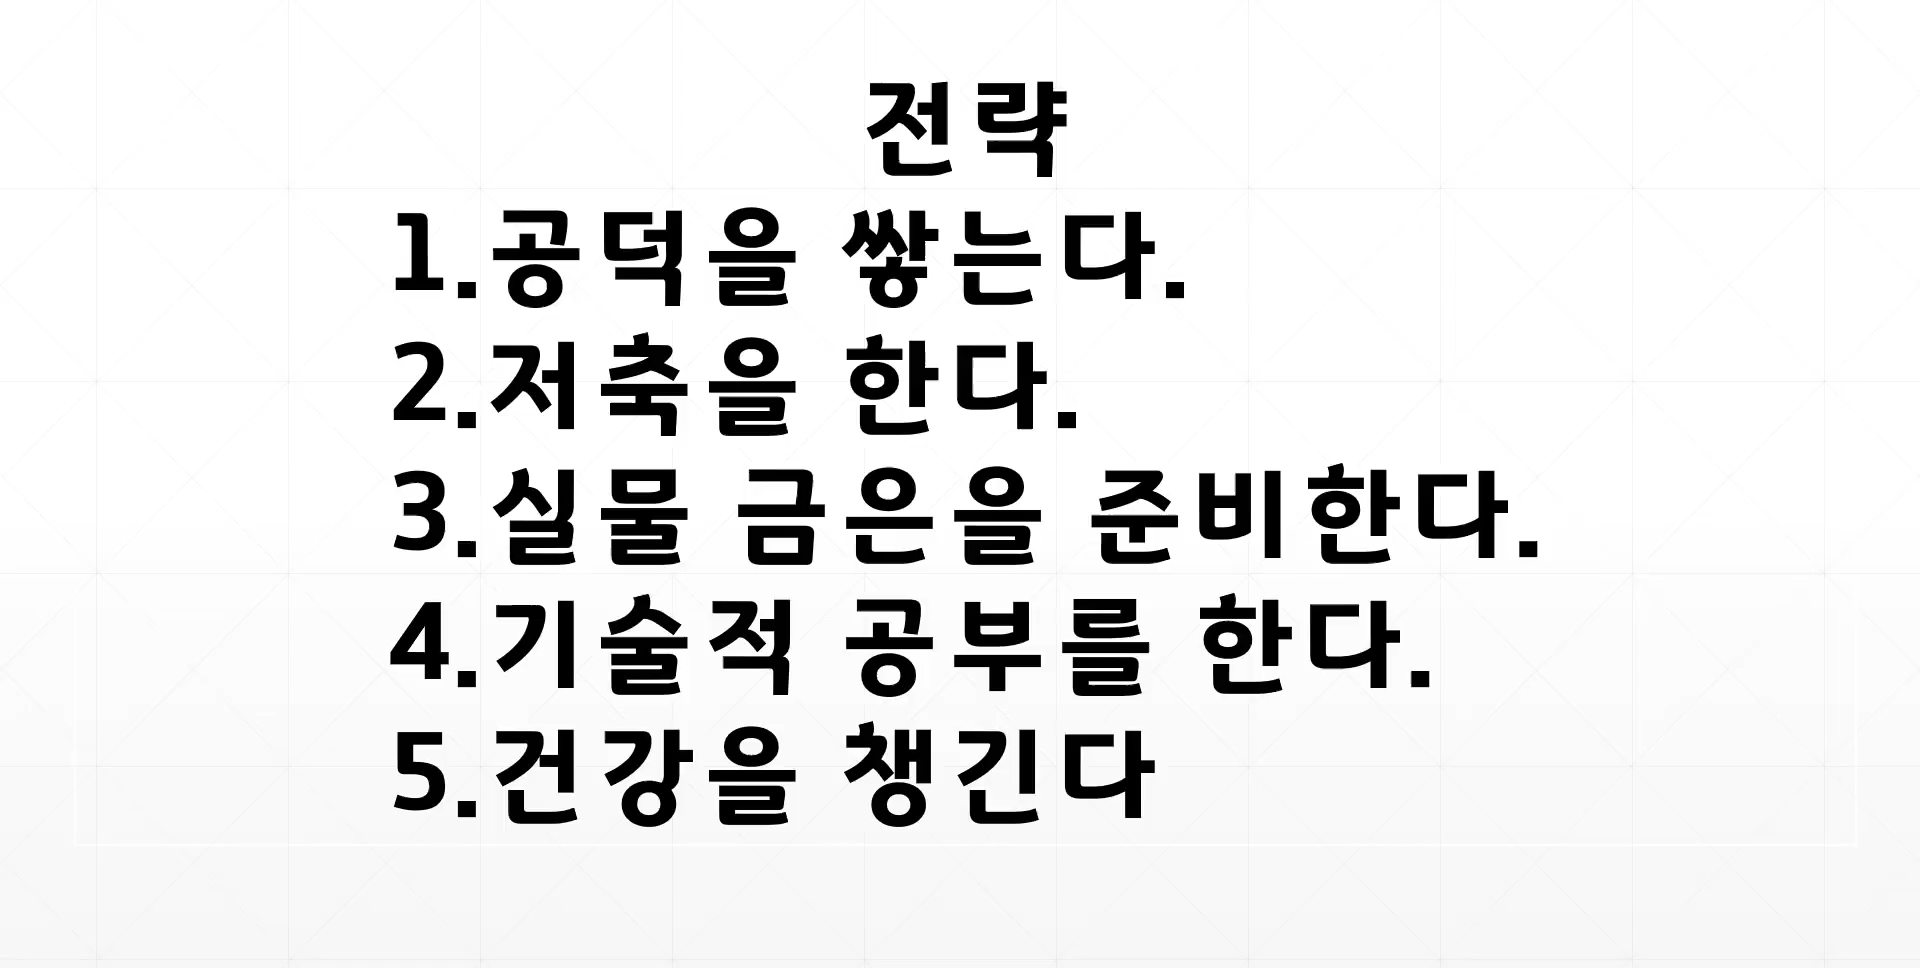 전략
1.공덕을 쌓는다.
2.저축을 한다.
3.실물 금은을 준비한다.
4.기술적 공부를 한다.
5.건강을 챙긴다